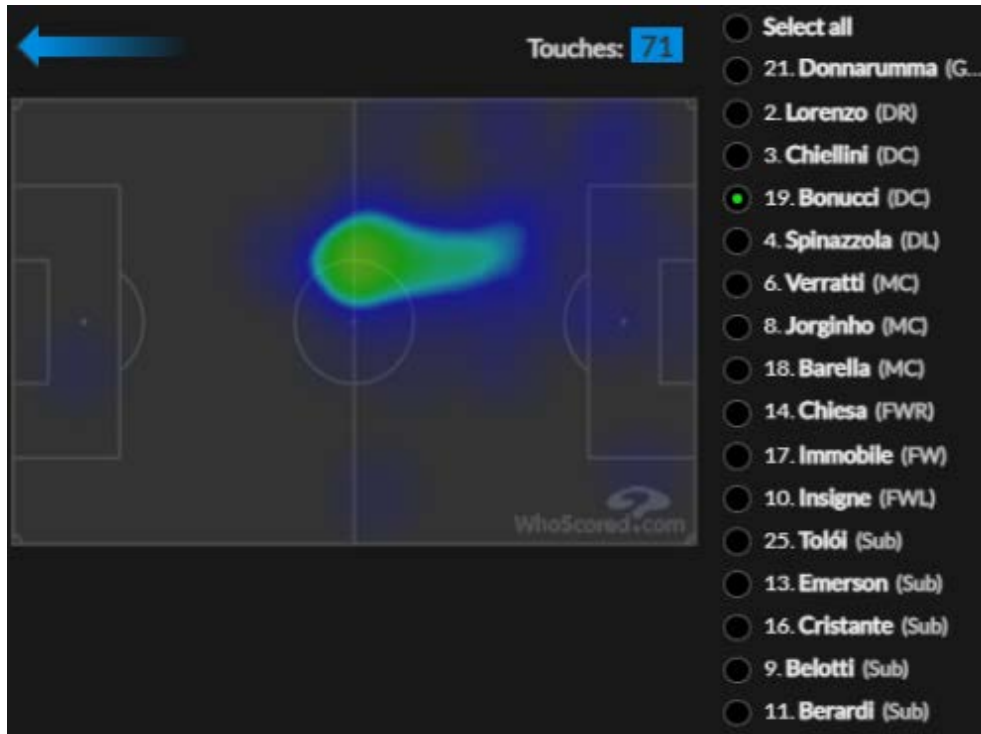 Touches: 71
WhoScored.com
Select all
21. Donnarumma (G...
2. Lorenzo (DR)
3. Chiellini (DC)
19. Bonucci (DC)
4. Spinazzola (DL)
6. Verratti (MC)
8. Jorginho (MC)
18. Barella (MC)
14. Chiesa (FWR)
17. Immobile (FW)
10. Insigne (FWL)
25. Tolói (Sub)
13. Emerson (Sub)
16. Cristante (Sub)
9. Belotti (Sub)
11. Berardi (Sub)